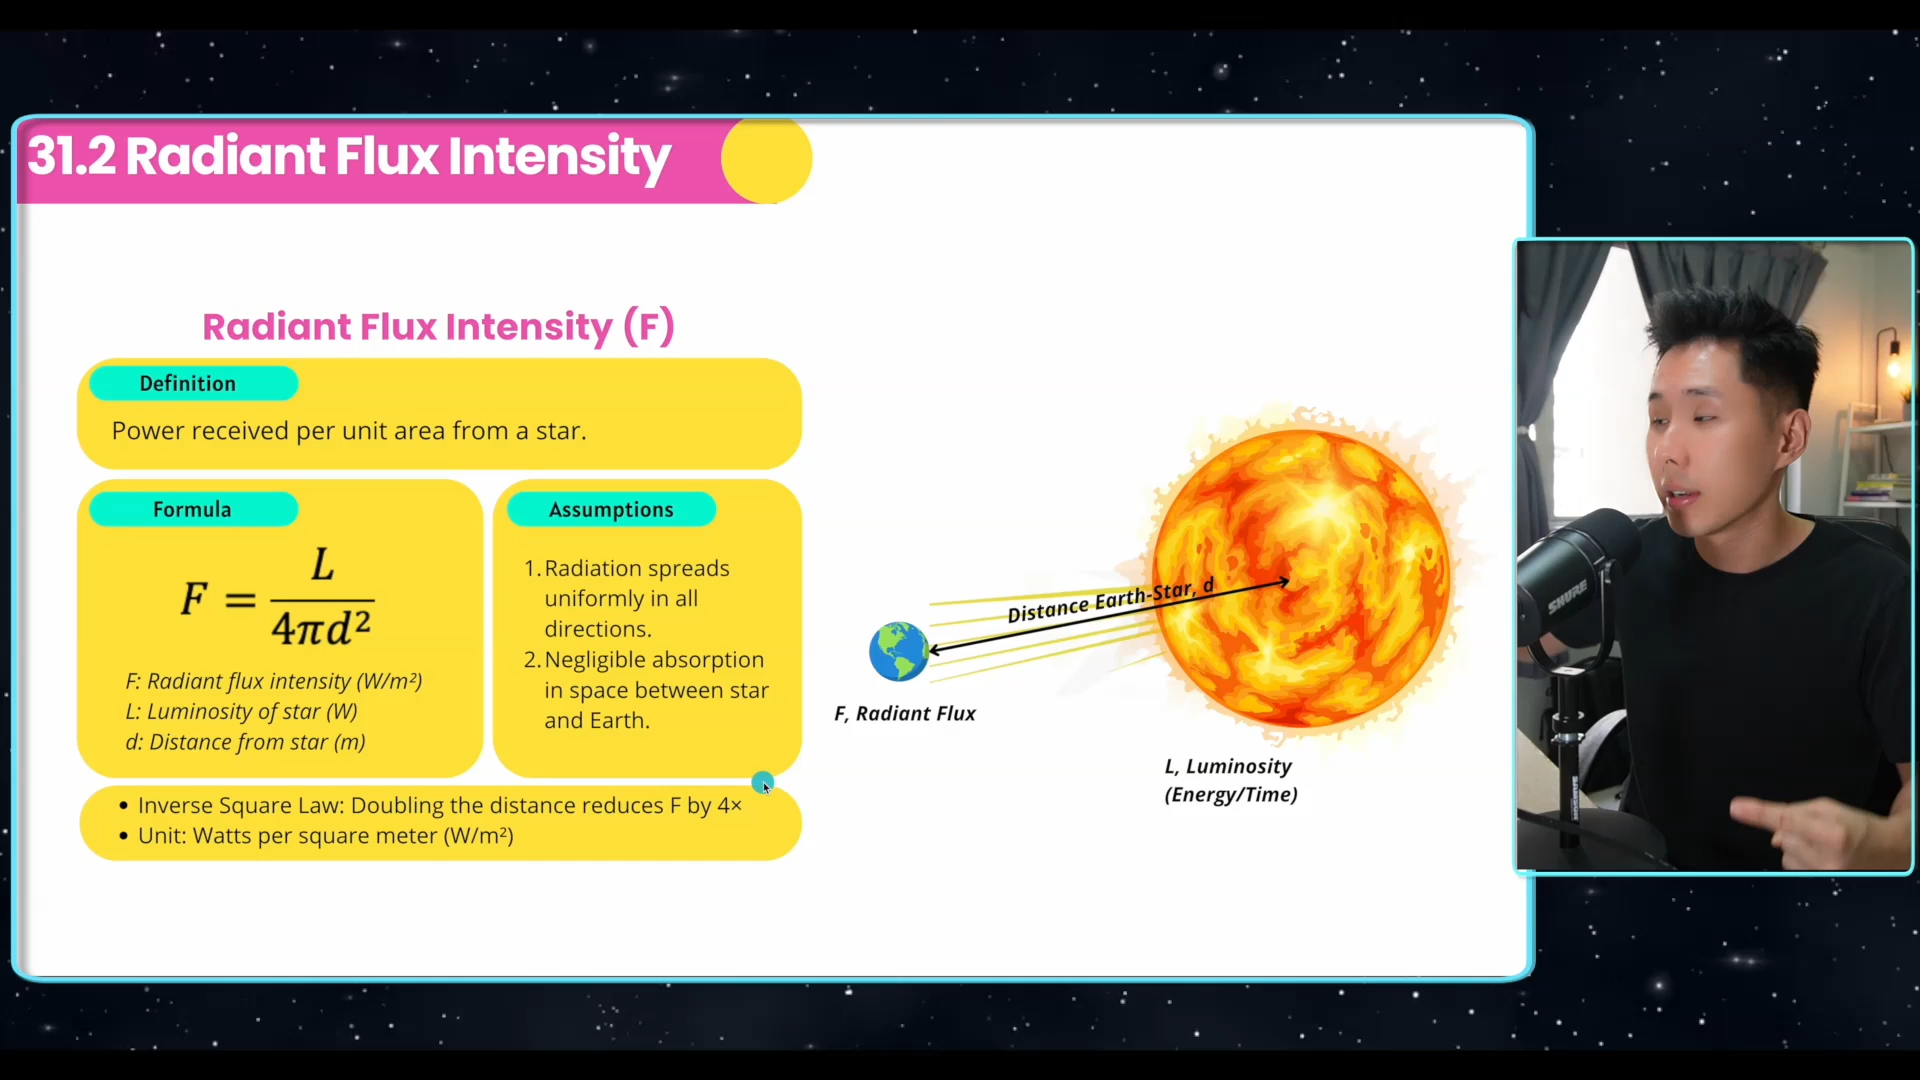 31.2 Radiant Flux Intensity
Radiant Flux Intensity (F)
Definition
Power received per unit area from a star.
Formula
F = L / 4πd²
F: Radiant flux intensity (W/m²)
L: Luminosity of star (W)
d: Distance from star (m)
Assumptions
1. Radiation spreads
uniformly in all
directions.
2. Negligible absorption
in space between star
and Earth.
• Inverse Square Law: Doubling the distance reduces F by 4×
• Unit: Watts per square meter (W/m²)
Distance Earth-Star, d
F, Radiant Flux
L, Luminosity
(Energy/Time)
SHURE